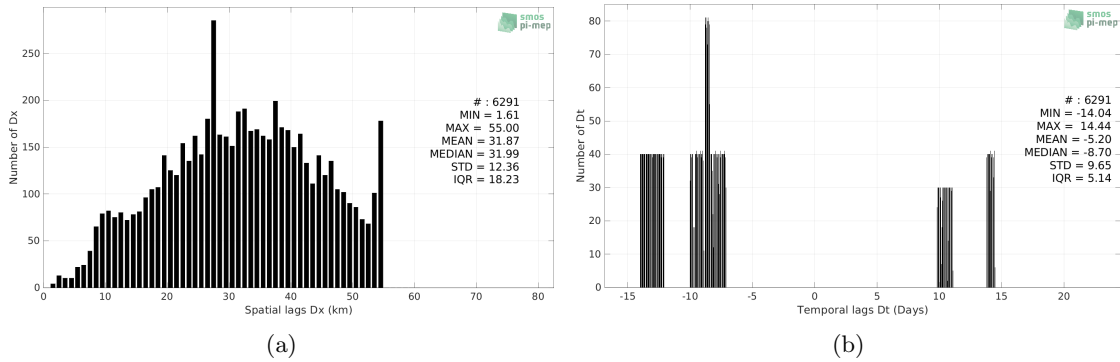 smos
pi-mep
250
200
150
100
50
0
Number of Dx
# : 6291
MIN = 1.61
MAX = 55.00
MEAN = 31.87
MEDIAN = 31.99
STD = 12.36
IQR = 18.23
0 10 20 30 40 50 60 70 80
Spatial lags Dx (km)
(a)
smos
pi-mep
80
70
60
50
40
30
20
10
0
Number of Dt
# : 6291
MIN = -14.04
MAX = 14.44
MEAN = -5.20
MEDIAN = -8.70
STD = 9.65
IQR = 5.14
-15 -10 -5 0 5 10 15 20
Temporal lags Dt (Days)
(b)